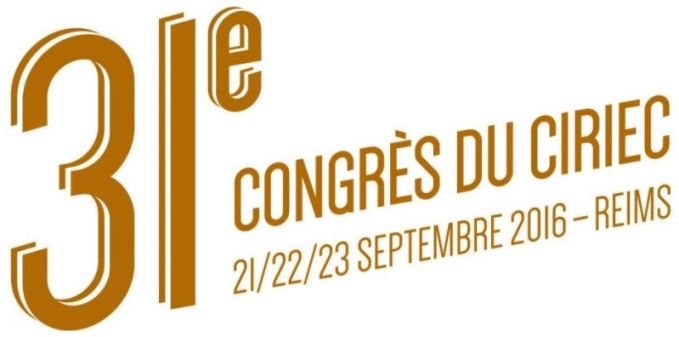 31e
CONGRÈS DU CIRIEC
21/22/23 SEPTEMBRE 2016 – REIMS